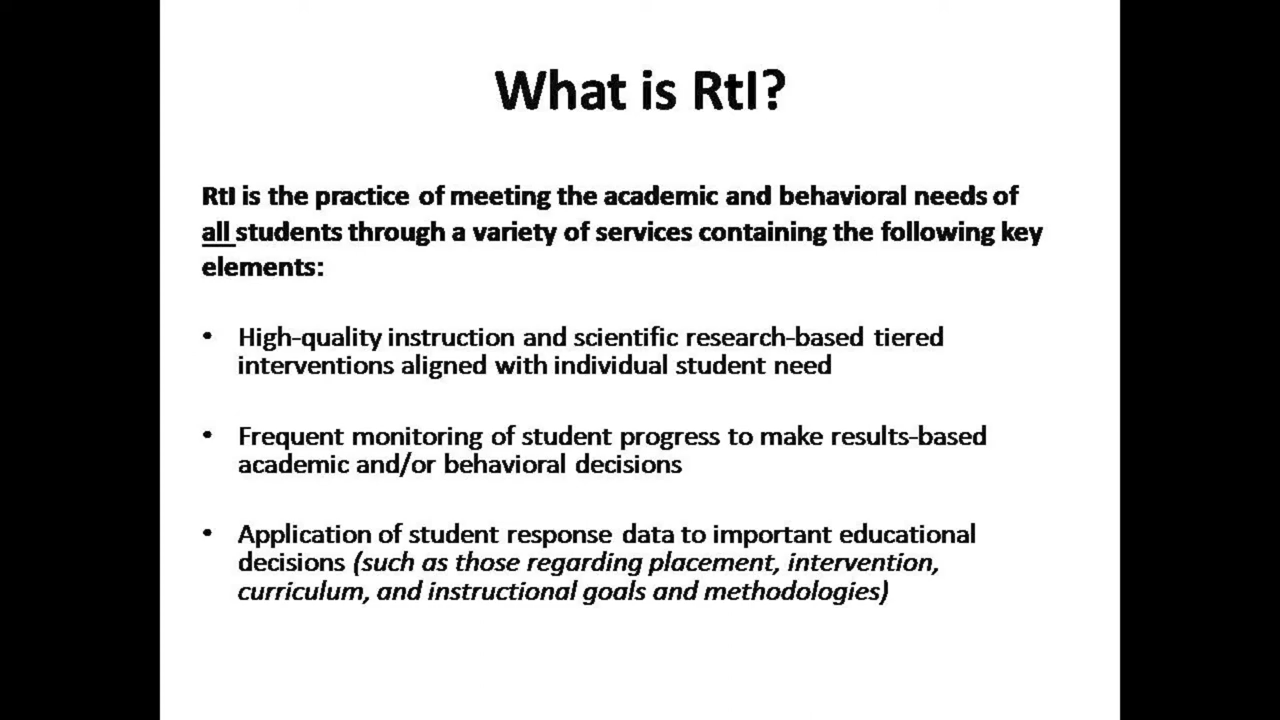 What is RtI?
RtI is the practice of meeting the academic and behavioral needs of
all students through a variety of services containing the following key
elements:
• High-quality instruction and scientific research-based tiered
interventions aligned with individual student need
• Frequent monitoring of student progress to make results-based
academic and/or behavioral decisions
• Application of student response data to important educational
decisions (such as those regarding placement, intervention,
curriculum, and instructional goals and methodologies)